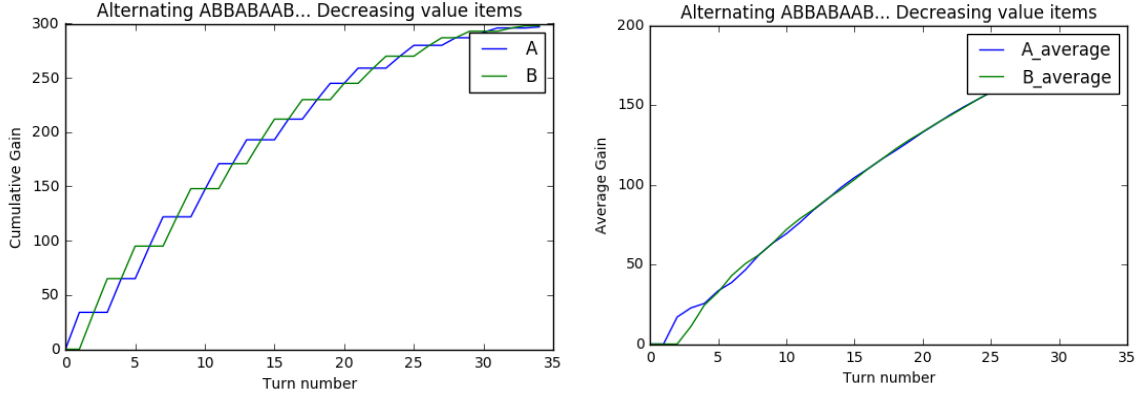 Alternating ABBABAAB... Decreasing value items
300
250
200
150
100
50
0
Cumulative Gain
0 5 10 15 20 25 30 35
Turn number
A
B
Alternating ABBABAAB... Decreasing value items
200
150
100
50
0
Average Gain
0 5 10 15 20 25 30 35
Turn number
A_average
B_average